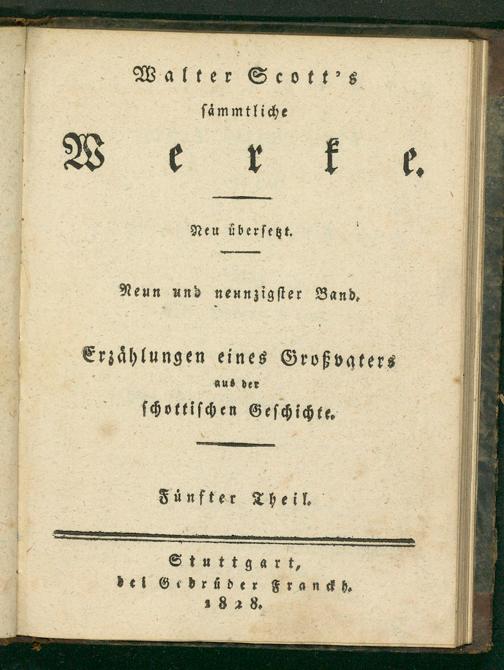 Walter Scott's
sämmtliche
Werke.
Neu übersetzt.
Neun und neunzigster Band.
Erzählungen eines Großvaters
aus der
schottischen Geschichte.
Fünfter Theil.
Stuttgart,
bei Gebrüder Franckh.
1828.